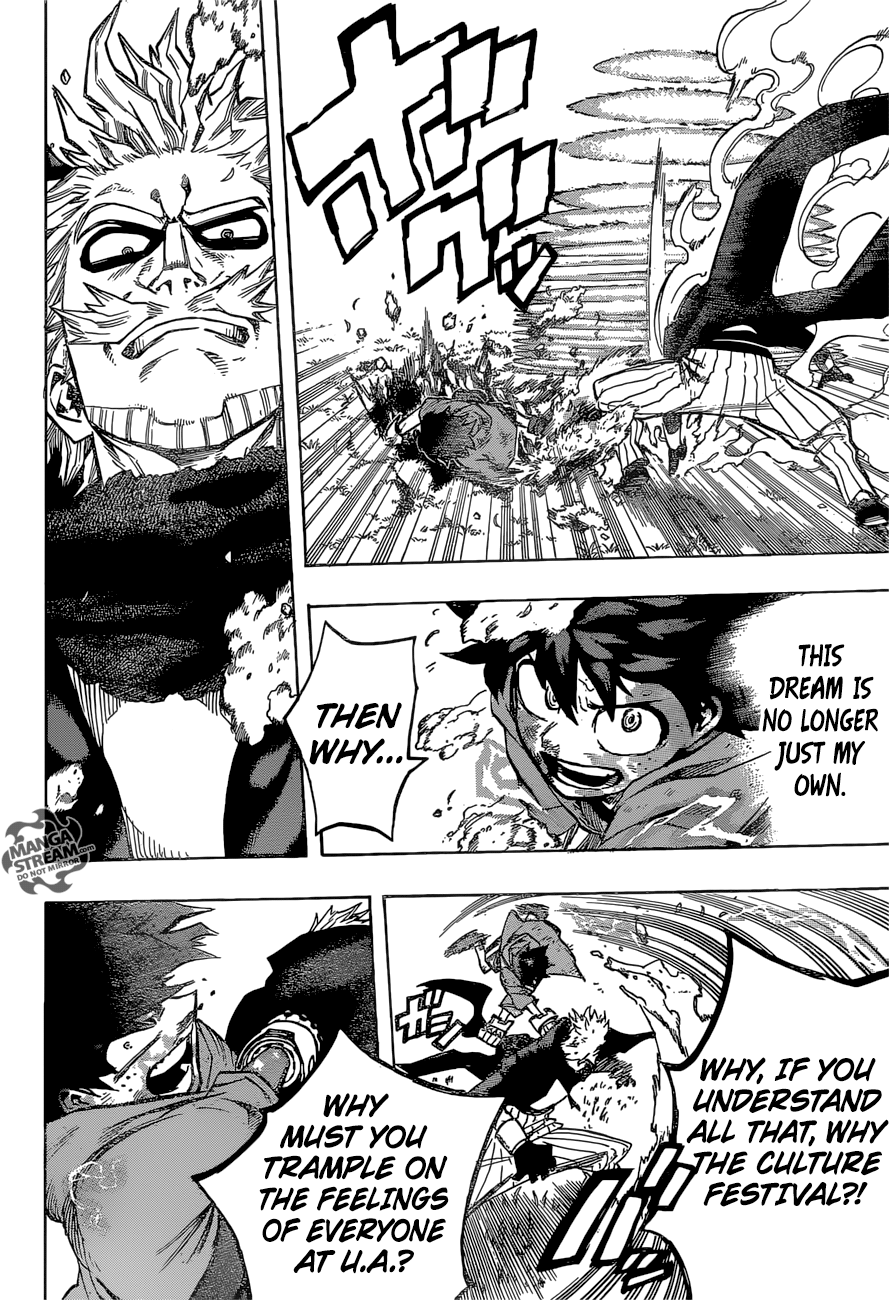 THIS
DREAM IS
NO LONGER
JUST MY
OWN.
THEN
WHY...
WHY, IF YOU
UNDERSTAND
ALL THAT, WHY
THE CULTURE
FESTIVAL?!
WHY
MUST YOU
TRAMPLE ON
THE FEELINGS
OF EVERYONE
AT U.A.?
MANGA
STREAM.com
DO NOT MIRROR